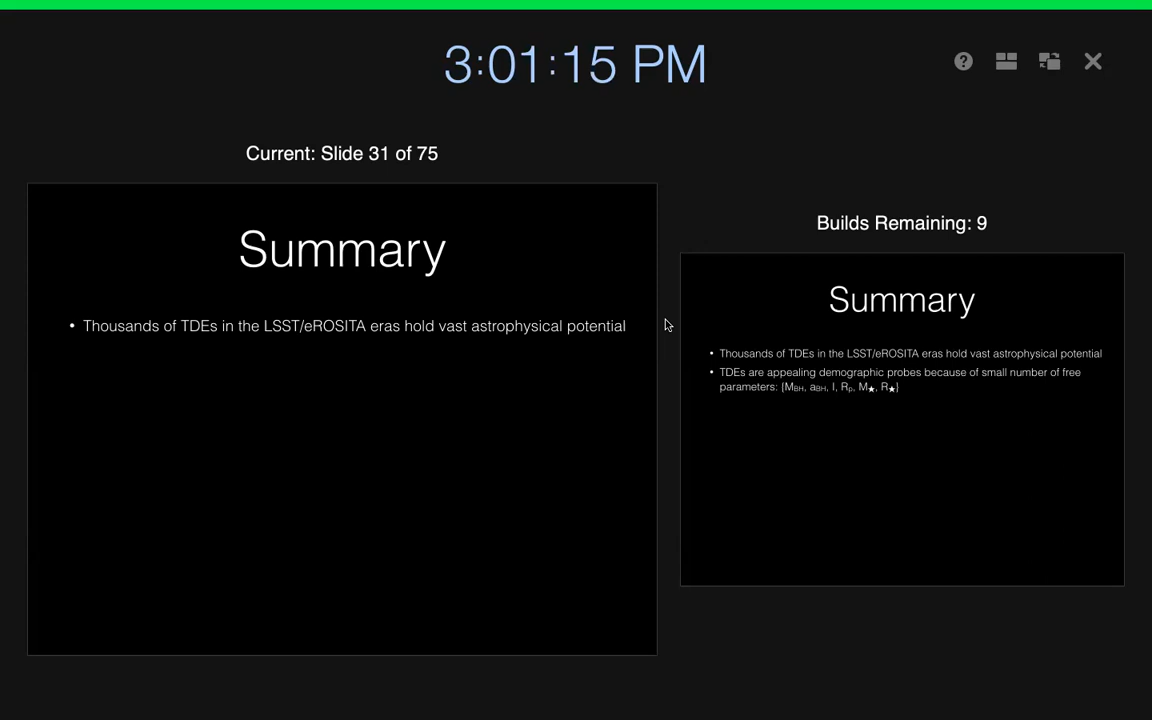 3:01:15 PM
?
Current: Slide 31 of 75
Summary
• Thousands of TDEs in the LSST/eROSITA eras hold vast astrophysical potential
Builds Remaining: 9
Summary
• Thousands of TDEs in the LSST/eROSITA eras hold vast astrophysical potential
• TDEs are appealing demographic probes because of small number of free
parameters: {MBH, aBH, I, Rp, M★, R★}